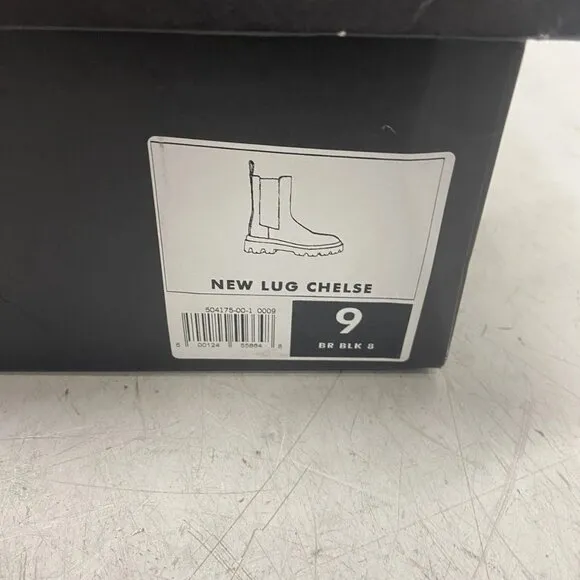 NEW LUG CHELSE
504175-00-1 0009
9
BR BLK 8